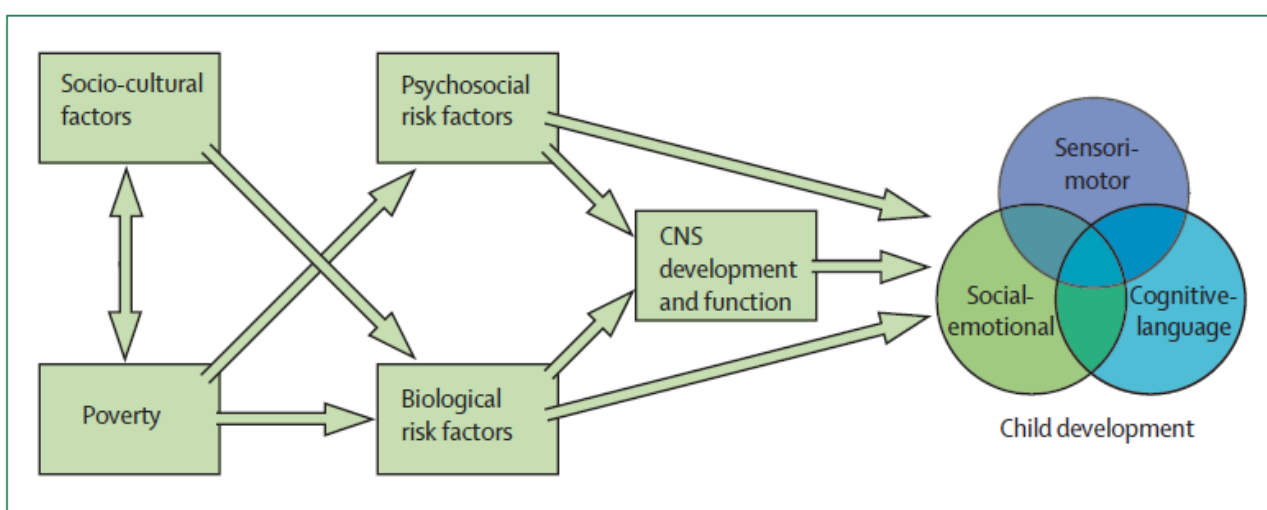 Socio-cultural
factors
Psychosocial
risk factors
Sensori-
motor
CNS
development
and function
Social-
emotional
Cognitive-
language
Poverty
Biological
risk factors
Child development